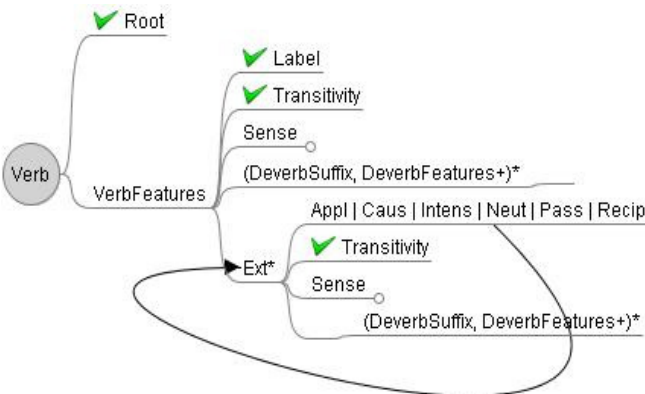 Root
Label
Transitivity
Sense
Verb
(DeverbSuffix, DeverbFeatures+)*
VerbFeatures
Appl | Caus | Intens | Neut | Pass | Recip
Transitivity
Ext*
Sense
(DeverbSuffix, DeverbFeatures+)*